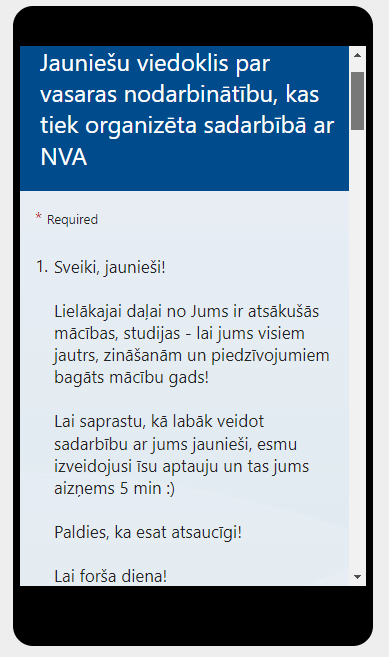 Jauniešu viedoklis par
vasaras nodarbinātību, kas
tiek organizēta sadarbībā ar
NVA
* Required
1. Sveiki, jaunieši!
Lielākajai daļai no Jums ir atsākušās
mācības, studijas - lai jums visiem
jautrs, zināšanām un piedzīvojumiem
bagāts mācību gads!
Lai saprastu, kā labāk veidot
sadarbību ar jums jaunieši, esmu
izveidojusi īsu aptauju un tas jums
aizņems 5 min :)
Paldies, ka esat atsaucīgi!
Lai forša diena!